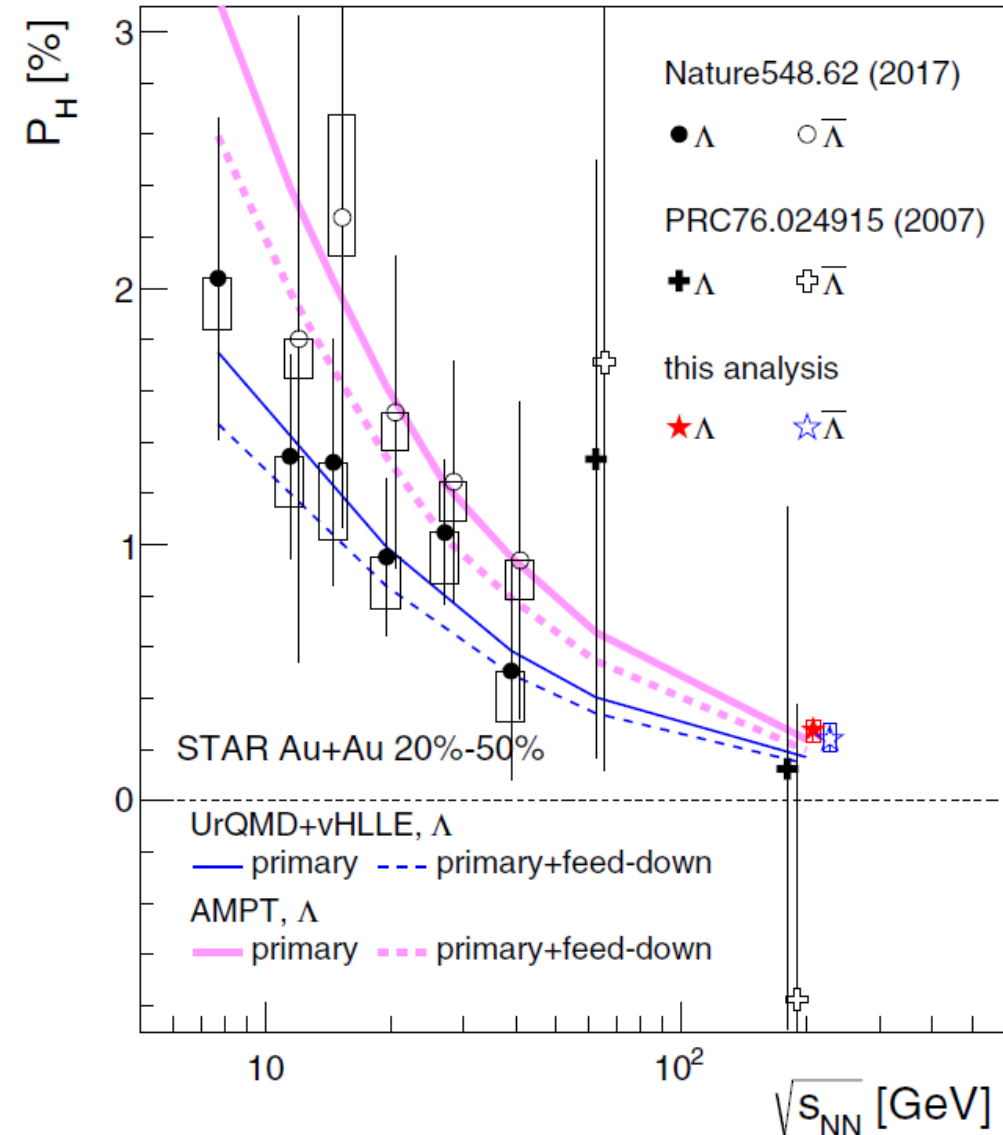 P_H [%]
3
2
1
0
Nature548.62 (2017)
Λ Λ̅
PRC76.024915 (2007)
Λ Λ̅
this analysis
Λ Λ̅
STAR Au+Au 20%-50%
UrQMD+vHLLE, Λ
primary primary+feed-down
AMPT, Λ
primary primary+feed-down
10 10²
√s_NN [GeV]